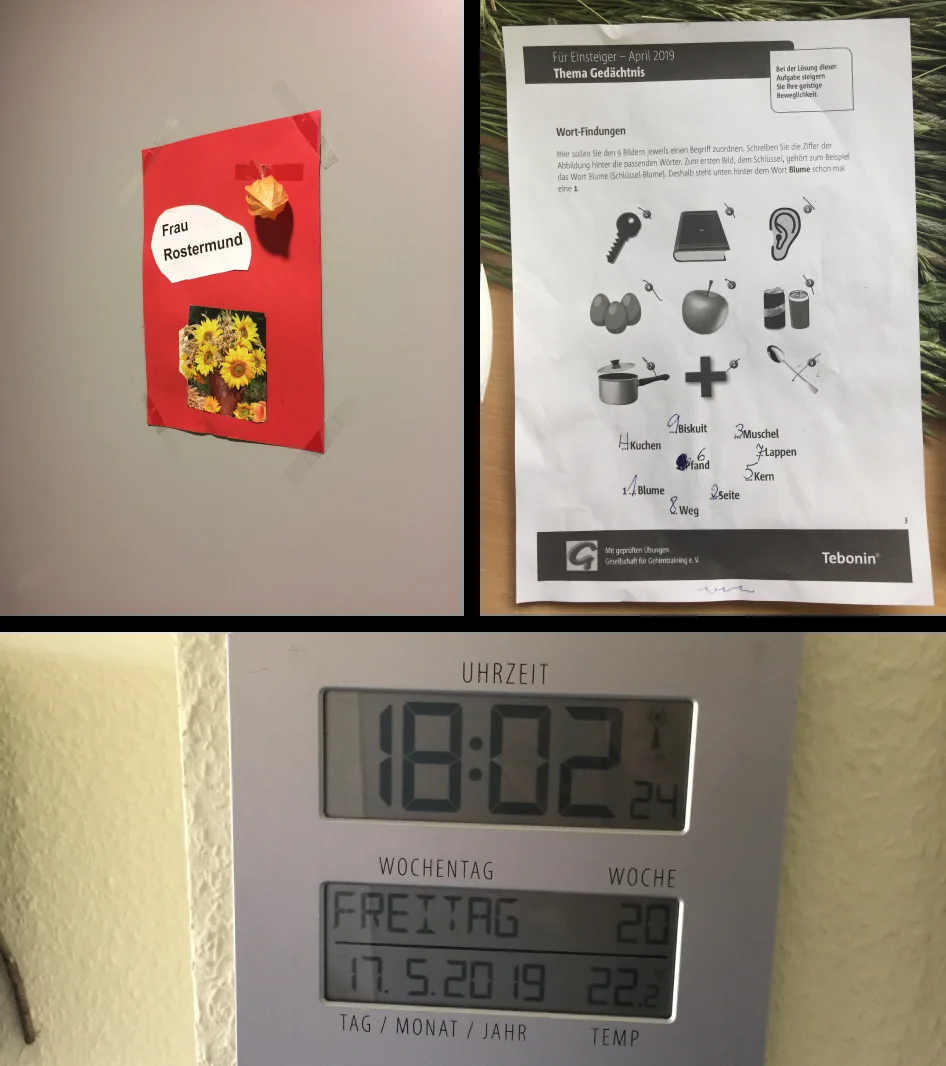 Frau
Rostermund
Für Einsteiger – April 2019
Thema Gedächtnis
Bei der Lösung dieser
Aufgabe steigern
Sie Ihre geistige
Beweglichkeit.
Wort-Findungen
Hier sollen Sie den 9 Bildern jeweils einen Begriff zuordnen. Schreiben Sie die Ziffer der
Abbildung hinter die passenden Wörter. Zum ersten Bild, dem Schlüssel, gehört zum Beispiel
das Wort Blume (Schlüssel-Blume). Deshalb steht unten hinter dem Wort Blume schon mal
eine 1.
9 Biskuit
4 Kuchen
3 Muschel
7 Lappen
6
Pfand
5 Kern
1 1 Blume
2 Seite
8 Weg
3
Mit geprüften Übungen
Gesellschaft für Gehirntraining e. V.
Tebonin®
UHRZEIT
18:02 24
WOCHENTAG WOCHE
FREITAG 20
17. 5.2019 22.2
TAG / MONAT / JAHR TEMP